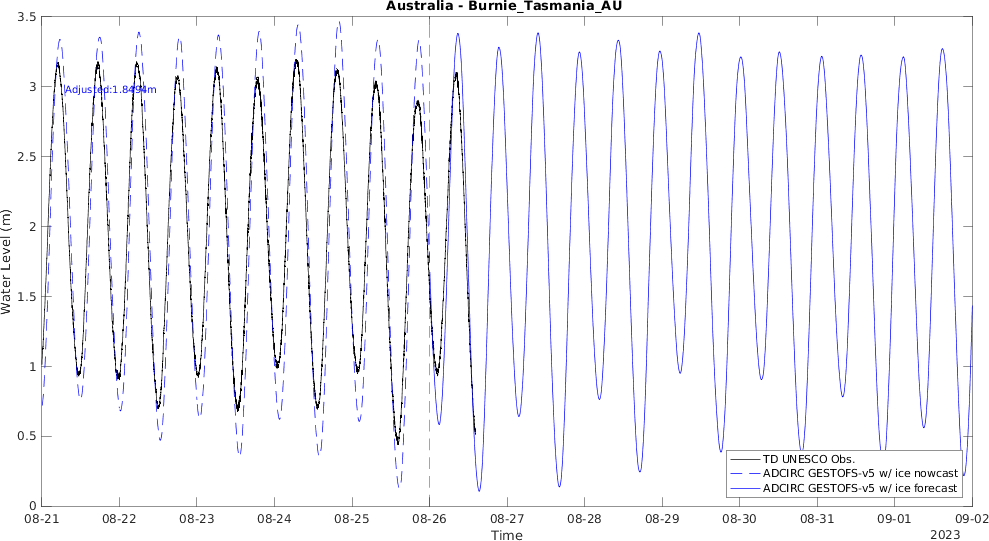 Australia - Burnie_Tasmania_AU
3.5
3
2.5
2
1.5
1
0.5
0
Water Level (m)
Adjusted:1.8494m
TD UNESCO Obs.
ADCIRC GESTOFS-v5 w/ ice nowcast
ADCIRC GESTOFS-v5 w/ ice forecast
08-21 08-22 08-23 08-24 08-25 08-26 08-27 08-28 08-29 08-30 08-31 09-01 09-02
Time
2023